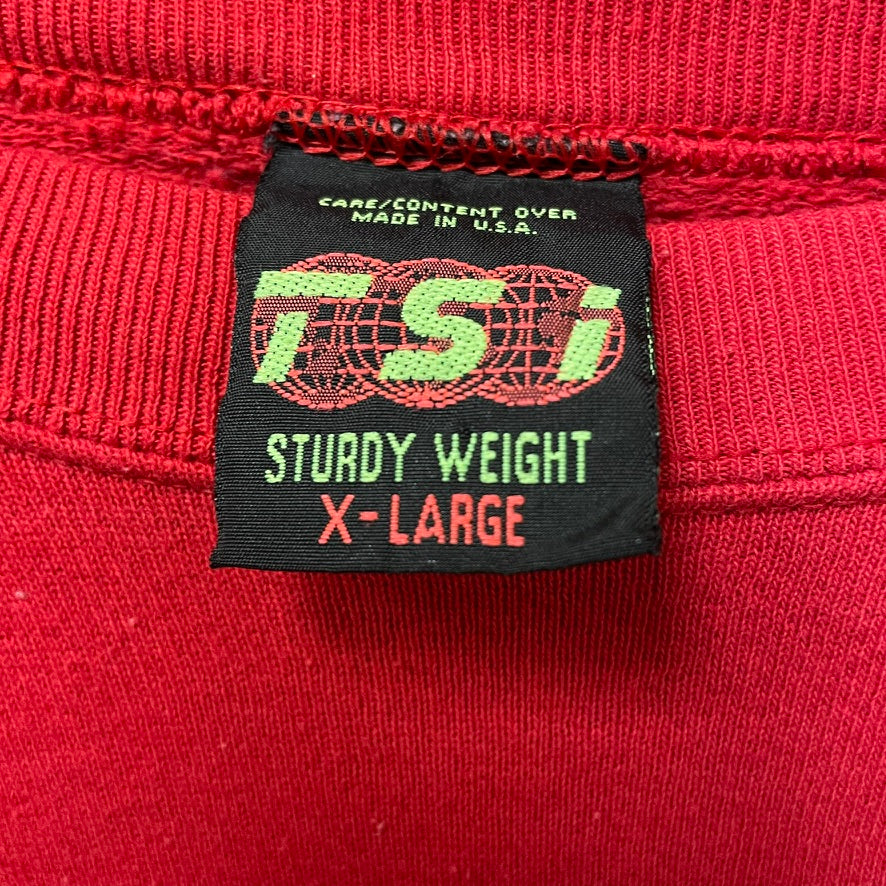 CARE/CONTENT OVER
MADE IN U.S.A.
TSi
STURDY WEIGHT
X-LARGE